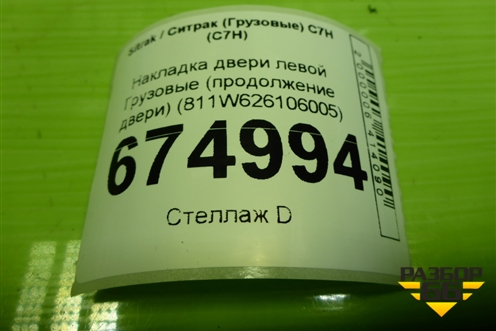 Sitrak / Ситрак (Грузовые) C7H
(C7H)
Накладка двери левой
Грузовые (продолжение
двери) (811W626106005)
674994
Стеллаж D
РАЗБОР